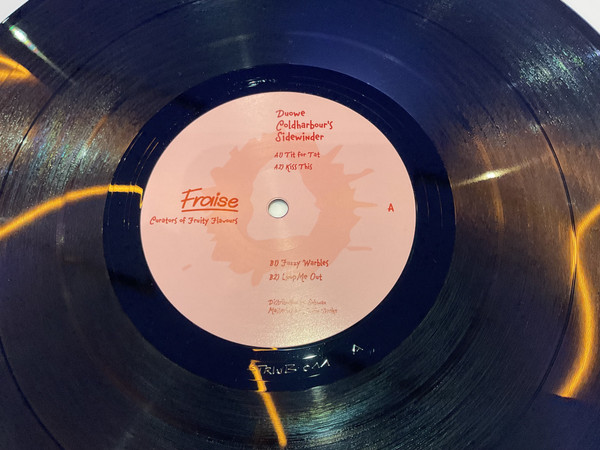 Duowe
Coldharbour's
Sidewinder
A1) Tit For Tat
A2) Kiss This
Fraise
Curators of Fruity Flavours
A
B1) Fuzzy Warbles
B2) Me Out